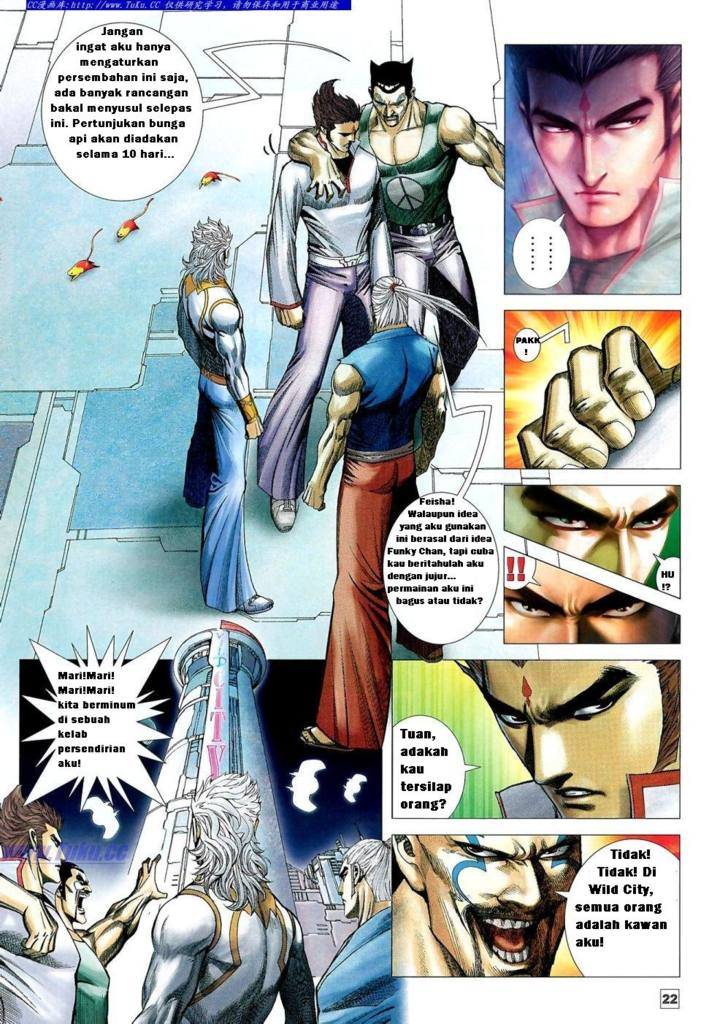 CC漫画库:http://www.TuKu.CC 仅供研究学习，请勿保存和用于商业用途
Jangan
ingat aku hanya
mengaturkan
persembahan ini saja,
ada banyak rancangan
bakal menyusul selepas
ini. Pertunjukan bunga
api akan diadakan
selama 10 hari...
PAKK
!
Feisha!
Walaupun idea
yang aku gunakan
ini berasal dari idea
Funky Chan, tapi cuba
kau beritahulah aku
dengan jujur...
permainan aku ini
bagus atau tidak?
!!
HU
!?
Mari!Mari!
Mari!Mari!
kita berminum
di sebuah
kelab
persendirian
aku!
CITY
Tuan,
adakah
kau
tersilap
orang?
www.Tuku.cc
Tidak!
Tidak! Di
Wild City,
semua orang
adalah kawan
aku!
22